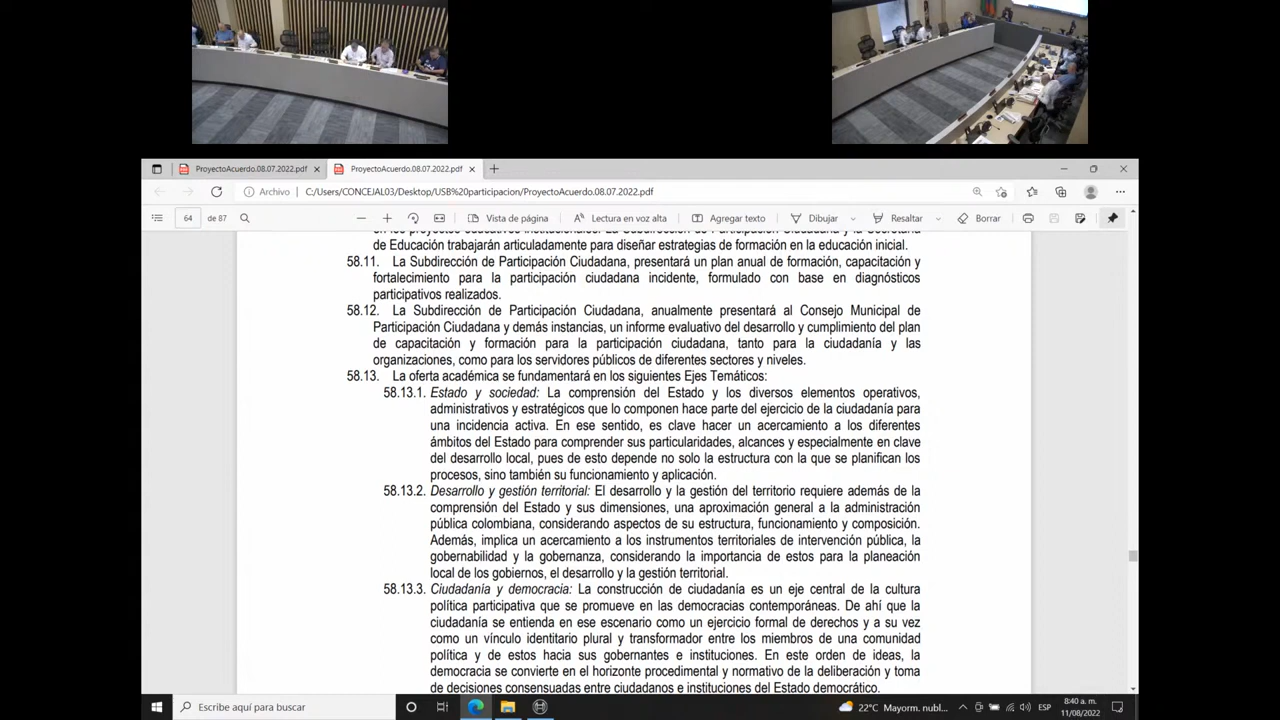 ProyectoAcuerdo.08.07.2022.pdf
ProyectoAcuerdo.08.07.2022.pdf
Archivo
C:/Users/CONCEJAL03/Desktop/USB%20participacion/ProyectoAcuerdo.08.07.2022.pdf
64 de 87
Vista de página
Lectura en voz alta
Agregar texto
Dibujar
Resaltar
Borrar
en los proyectos educativos institucionales. La Subdirección de Participación Ciudadana y la Secretaría
de Educación trabajarán articuladamente para diseñar estrategias de formación en la educación inicial.
58.11. La Subdirección de Participación Ciudadana, presentará un plan anual de formación, capacitación y
fortalecimiento para la participación ciudadana incidente, formulado con base en diagnósticos
participativos realizados.
58.12. La Subdirección de Participación Ciudadana, anualmente presentará al Consejo Municipal de
Participación Ciudadana y demás instancias, un informe evaluativo del desarrollo y cumplimiento del plan
de capacitación y formación para la participación ciudadana, tanto para la ciudadanía y las
organizaciones, como para los servidores públicos de diferentes sectores y niveles.
58.13. La oferta académica se fundamentará en los siguientes Ejes Temáticos:
58.13.1. Estado y sociedad: La comprensión del Estado y los diversos elementos operativos,
administrativos y estratégicos que lo componen hace parte del ejercicio de la ciudadanía para
una incidencia activa. En ese sentido, es clave hacer un acercamiento a los diferentes
ámbitos del Estado para comprender sus particularidades, alcances y especialmente en clave
del desarrollo local, pues de esto depende no solo la estructura con la que se planifican los
procesos, sino también su funcionamiento y aplicación.
58.13.2. Desarrollo y gestión territorial: El desarrollo y la gestión del territorio requiere además de la
comprensión del Estado y sus dimensiones, una aproximación general a la administración
pública colombiana, considerando aspectos de su estructura, funcionamiento y composición.
Además, implica un acercamiento a los instrumentos territoriales de intervención pública, la
gobernabilidad y la gobernanza, considerando la importancia de estos para la planeación
local de los gobiernos, el desarrollo y la gestión territorial.
58.13.3. Ciudadanía y democracia: La construcción de ciudadanía es un eje central de la cultura
política participativa que se promueve en las democracias contemporáneas. De ahí que la
ciudadanía se entienda en ese escenario como un ejercicio formal de derechos y a su vez
como un vínculo identitario plural y transformador entre los miembros de una comunidad
política y de estos hacia sus gobernantes e instituciones. En este orden de ideas, la
democracia se convierte en el horizonte procedimental y normativo de la deliberación y toma
de decisiones consensuadas entre ciudadanos e instituciones del Estado democrático.
Escribe aquí para buscar
22°C Mayorm. nubl...
ESP
8:40 a. m.
11/08/2022